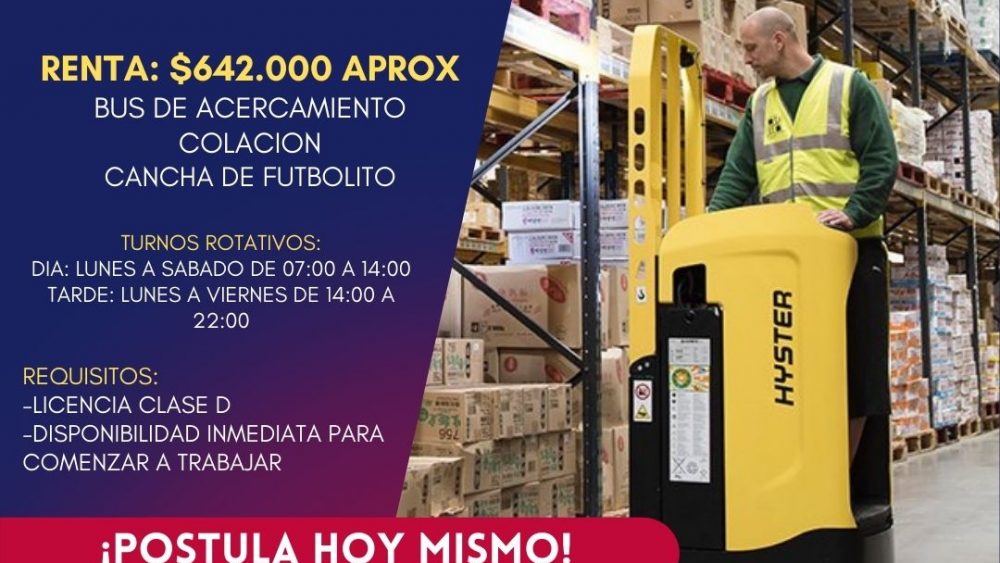 RENTA: $642.000 APROX
BUS DE ACERCAMIENTO
COLACION
CANCHA DE FUTBOLITO
TURNOS ROTATIVOS:
DIA: LUNES A SABADO DE 07:00 A 14:00
TARDE: LUNES A VIERNES DE 14:00 A
22:00
REQUISITOS:
-LICENCIA CLASE D
-DISPONIBILIDAD INMEDIATA PARA
COMENZAR A TRABAJAR
¡POSTULA HOY MISMO!
HYSTER